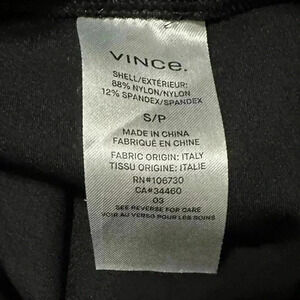 VINCE.
SHELL/EXTÉRIEUR:
88% NYLON/NYLON
12% SPANDEX/SPANDEX
S/P
MADE IN CHINA
FABRIQUÉ EN CHINE
FABRIC ORIGIN: ITALY
TISSU ORIGINE: ITALIE
RN#106730
CA#34460
03
SEE REVERSE FOR CARE
VOIR AU VERSO POUR LES SOINS